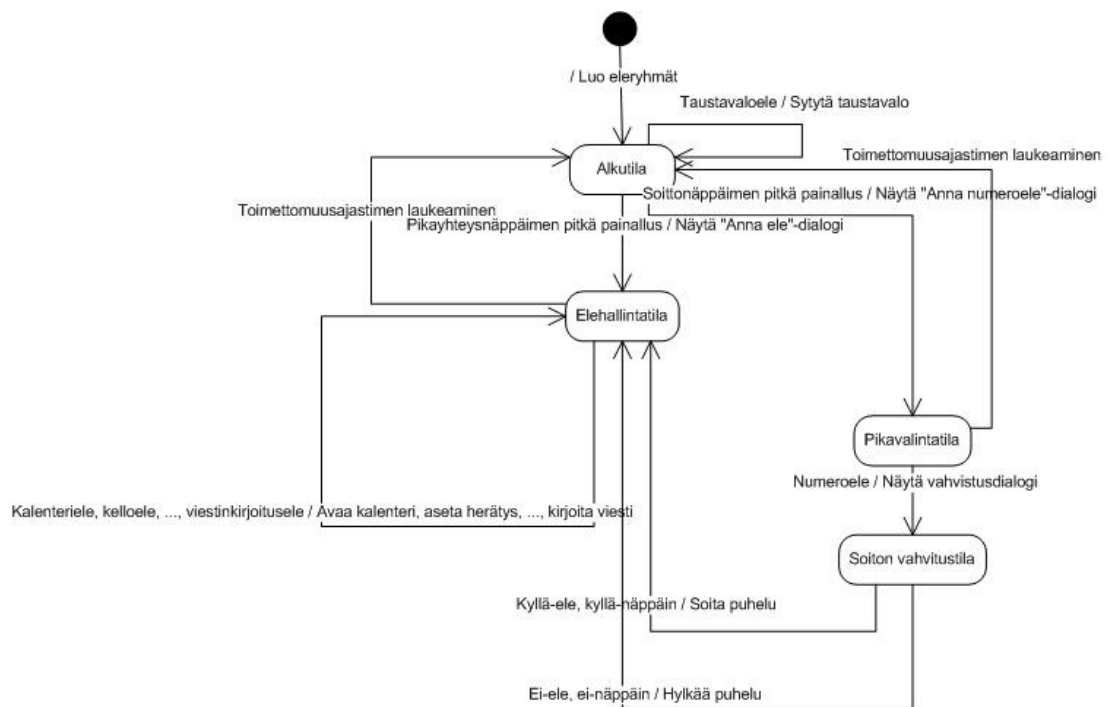 / Luo eleryhmät
Taustavaloele / Sytytä taustavalo
Alkutila
Toimettomuusajastimen laukeaminen
Soittonäppäimen pitkä painallus / Näytä "Anna numeroele"-dialogi
Toimettomuusajastimen laukeaminen
Pikayhteysnäppäimen pitkä painallus / Näytä "Anna ele"-dialogi
Elehallintatila
Pikavalintatila
Numeroele / Näytä vahvistusdialogi
Kalenteriele, kelloele, ..., viestinkirjoitusele / Avaa kalenteri, aseta herätys, ..., kirjoita viesti
Soiton vahvitustila
Kyllä-ele, kyllä-näppäin / Soita puhelu
Ei-ele, ei-näppäin / Hylkää puhelu